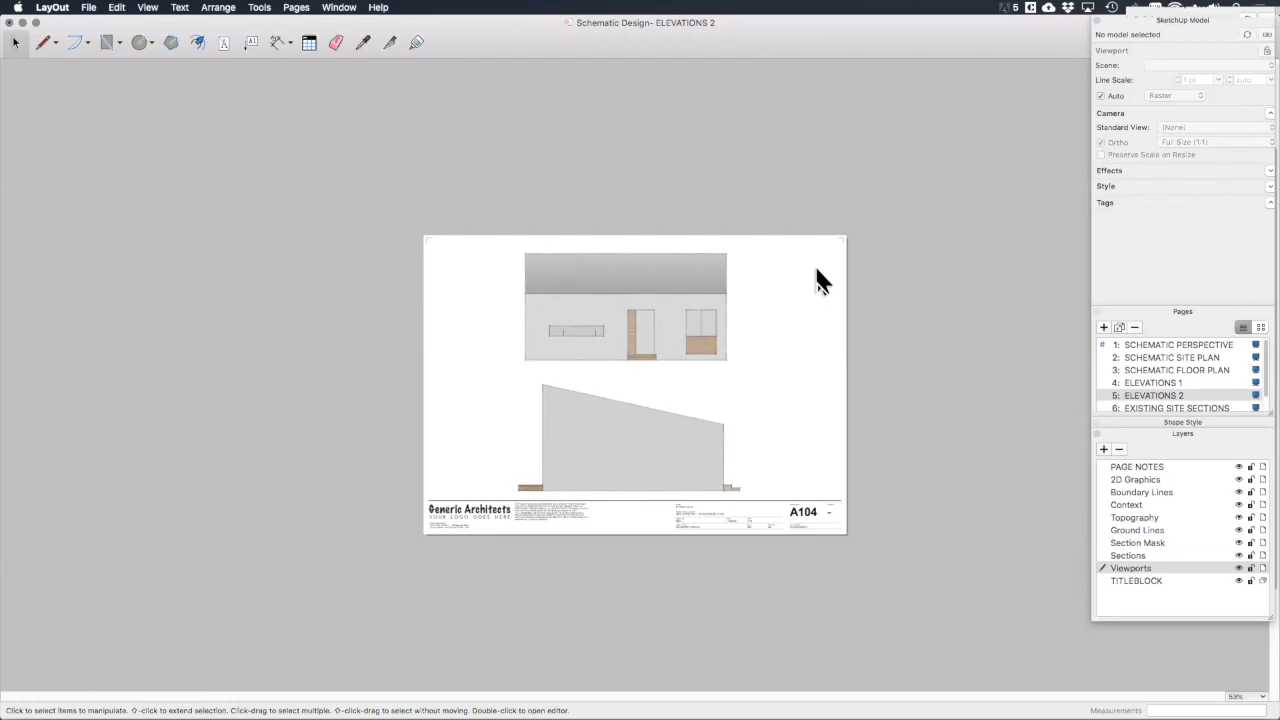 LayOut File Edit View Text Arrange Tools Pages Window Help
5
Schematic Design- ELEVATIONS 2
A
A1
SketchUp Model
No model selected
Viewport
Scene:
Line Scale: 1 pt auto
Auto Raster
Camera
Standard View: (None)
Ortho Full Size (1:1)
Preserve Scale on Resize
Effects
Style
Tags
Pages
# 1: SCHEMATIC PERSPECTIVE
2: SCHEMATIC SITE PLAN
3: SCHEMATIC FLOOR PLAN
4: ELEVATIONS 1
5: ELEVATIONS 2
6: EXISTING SITE SECTIONS
Shape Style
Layers
PAGE NOTES
2D Graphics
Boundary Lines
Context
Topography
Ground Lines
Section Mask
Sections
Viewports
TITLEBLOCK
Generic Architects
YOUR LOGO GOES HERE
A104
53%
Click to select items to manipulate. ⇧-click to extend selection. Click-drag to select multiple. ⇧-click-drag to select without moving. Double-click to open editor.
Measurements